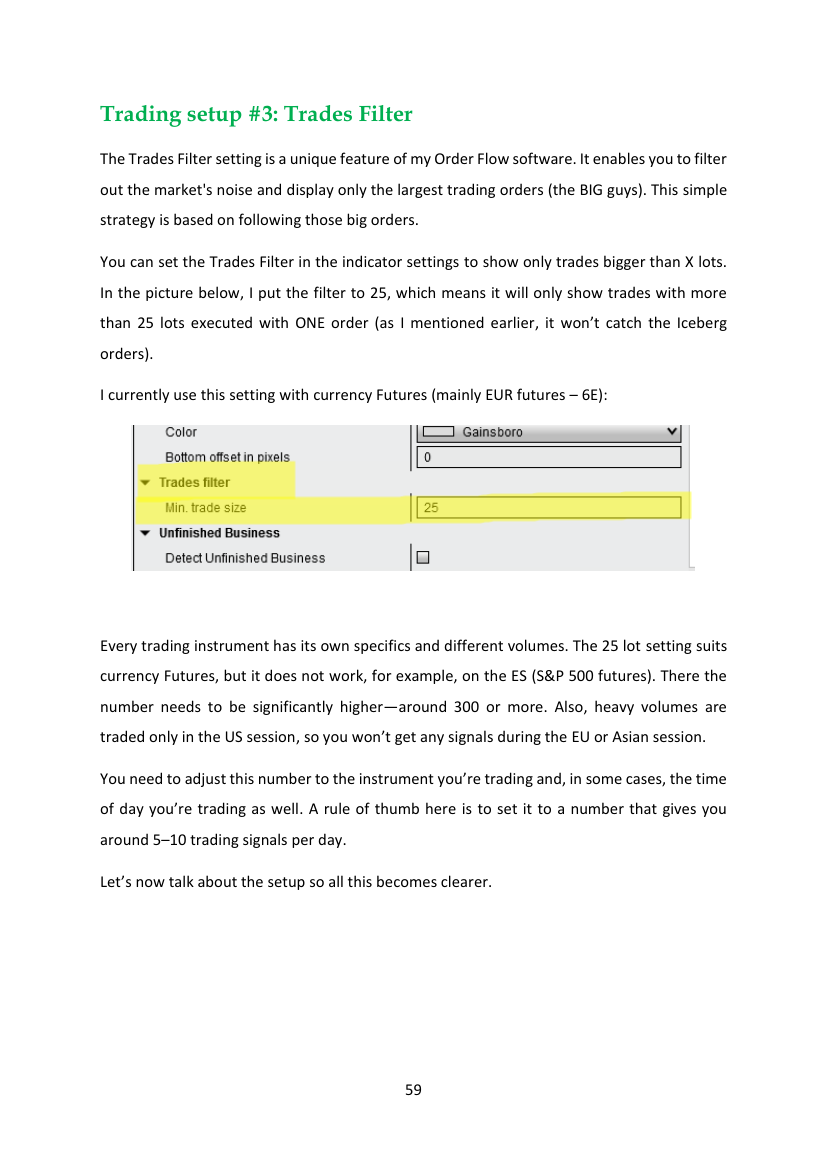 Trading setup #3: Trades Filter
The Trades Filter setting is a unique feature of my Order Flow software. It enables you to filter
out the market's noise and display only the largest trading orders (the BIG guys). This simple
strategy is based on following those big orders.
You can set the Trades Filter in the indicator settings to show only trades bigger than X lots.
In the picture below, I put the filter to 25, which means it will only show trades with more
than 25 lots executed with ONE order (as I mentioned earlier, it won’t catch the Iceberg
orders).
I currently use this setting with currency Futures (mainly EUR futures – 6E):
Color Gainsboro
Bottom offset in pixels 0
Trades filter
Min. trade size 25
Unfinished Business
Detect Unfinished Business
Every trading instrument has its own specifics and different volumes. The 25 lot setting suits
currency Futures, but it does not work, for example, on the ES (S&P 500 futures). There the
number needs to be significantly higher—around 300 or more. Also, heavy volumes are
traded only in the US session, so you won’t get any signals during the EU or Asian session.
You need to adjust this number to the instrument you’re trading and, in some cases, the time
of day you’re trading as well. A rule of thumb here is to set it to a number that gives you
around 5–10 trading signals per day.
Let’s now talk about the setup so all this becomes clearer.
59